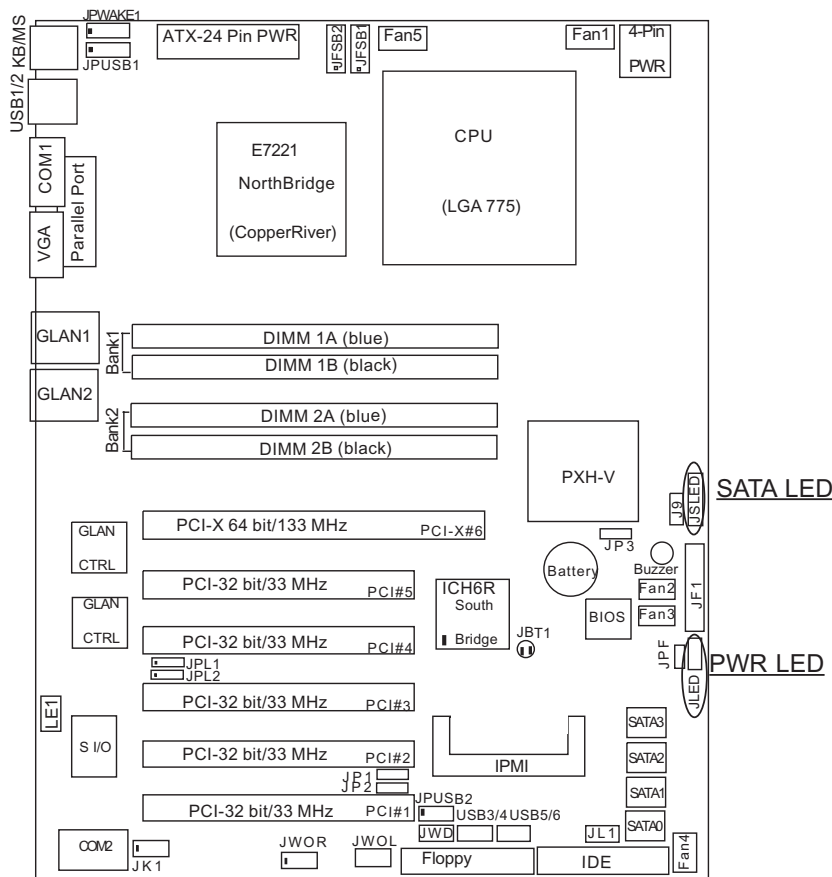 JPWAKE1
JPUSB1
KB/MS
USB1/2
ATX-24 Pin PWR
JFSB2
JFSB1
Fan5
Fan1
4-Pin
PWR
COM1
Parallel Port
VGA
E7221
NorthBridge
(CopperRiver)
CPU
(LGA 775)
GLAN1
GLAN2
Bank1
DIMM 1A (blue)
DIMM 1B (black)
Bank2
DIMM 2A (blue)
DIMM 2B (black)
PXH-V
J9
JSLED
SATA LED
GLAN
CTRL
PCI-X 64 bit/133 MHz
PCI-X#6
JP3
Battery
Buzzer
Fan2
Fan3
JF1
PCI-32 bit/33 MHz
PCI#5
GLAN
CTRL
ICH6R
South
Bridge
JBT1
BIOS
PCI-32 bit/33 MHz
PCI#4
JPL1
JPL2
JPF
JLED
PWR LED
LE1
PCI-32 bit/33 MHz
PCI#3
S I/O
PCI-32 bit/33 MHz
PCI#2
JP1
JP2
IPMI
SATA3
SATA2
SATA1
SATA0
PCI-32 bit/33 MHz
PCI#1
JPUSB2
USB3/4
USB5/6
JWD
JL1
COM2
JK1
JWOR
JWOL
Floppy
IDE
Fan4